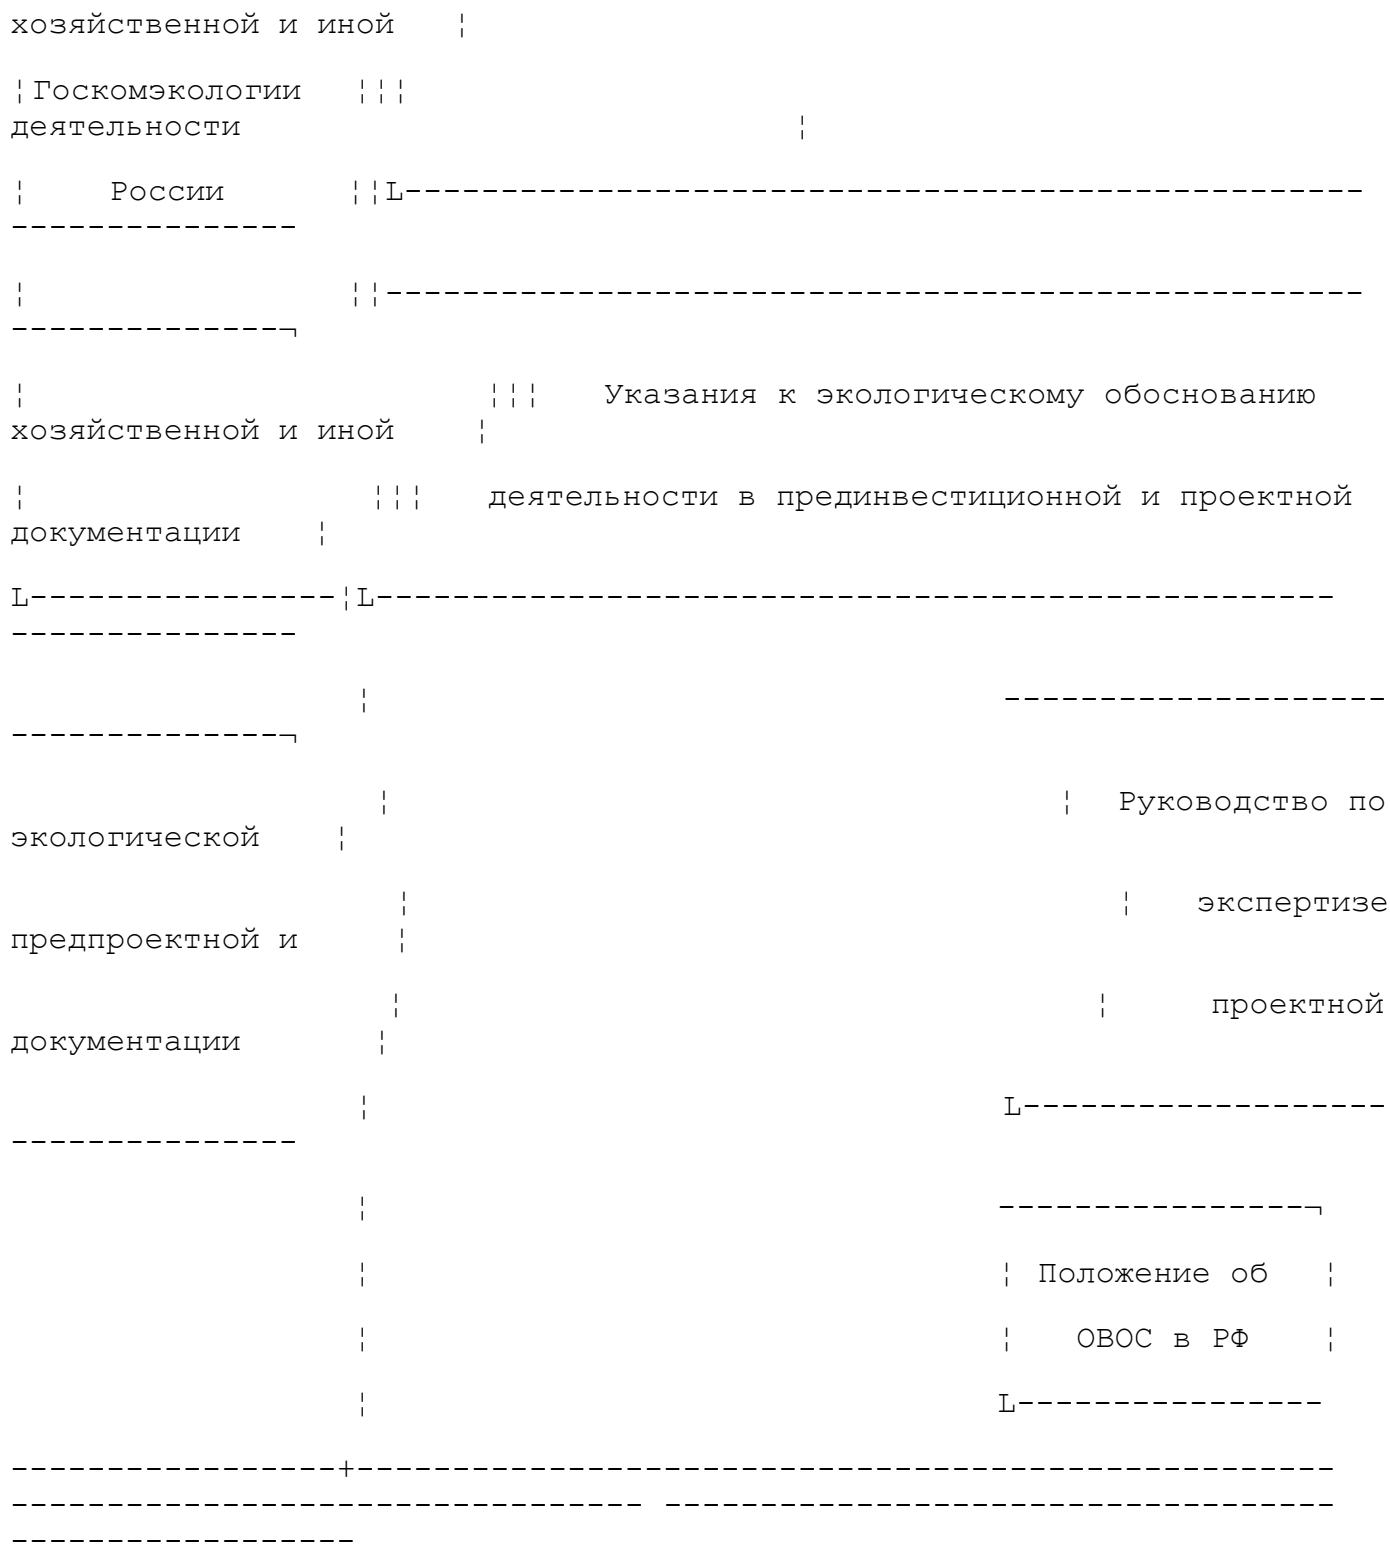 хозяйственной и иной   ¦
¦Госкомэкологии   ¦¦¦
деятельности                             ¦
¦    России      ¦¦L--------------------------------------------------
---------------
¦                 ¦¦---------------------------------------------------
--------------¬
¦                        ¦¦¦   Указания к экологическому обоснованию
хозяйственной и иной    ¦
¦                  ¦¦¦   деятельности в прединвестиционной и проектной
документации    ¦
L----------------¦L--------------------------------------------------
---------------
¦                                 --------------------
--------------¬
¦                                   ¦  Руководство по
экологической    ¦
¦                                     ¦   экспертизе
предпроектной и     ¦
¦                                    ¦     проектной
документации       ¦
¦                                 L-------------------
---------------
¦                                 ----------------¬
¦                                 ¦ Положение об   ¦
¦                                 ¦   ОВОС в РФ    ¦
¦                                 L----------------
-----------------+---------------------------------------------------
--------------------------------- -----------------------------------
------------------